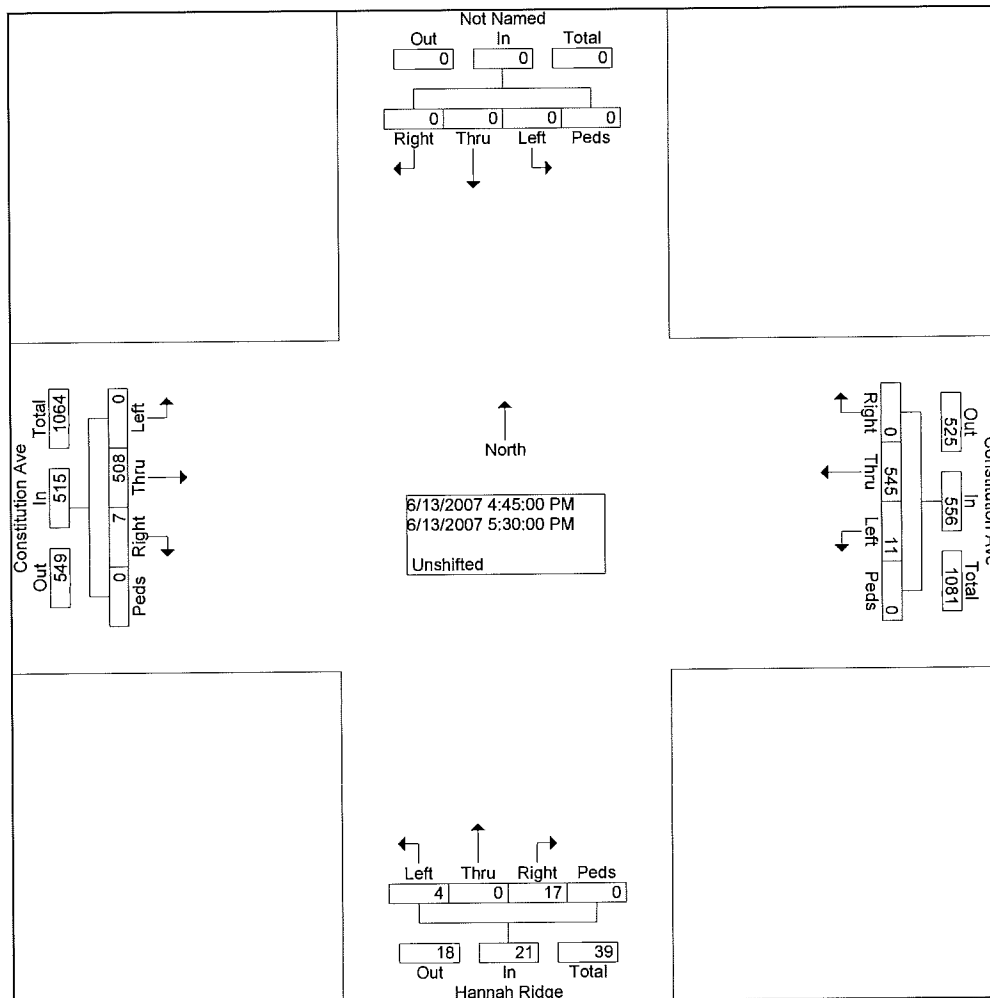 Not Named
Out In Total
0 0 0
0 0 0 0
Right Thru Left Peds
Constitution Ave
Total In Out
1064 515 549
0 508 7 0
Left Thru Right Peds
North
6/13/2007 4:45:00 PM
6/13/2007 5:30:00 PM
Unshifted
Right Thru Left Peds
0 545 11 0
525 556 1081
Out In Total
Constitution Ave
Left Thru Right Peds
4 0 17 0
18 21 39
Out In Total
Hannah Ridge